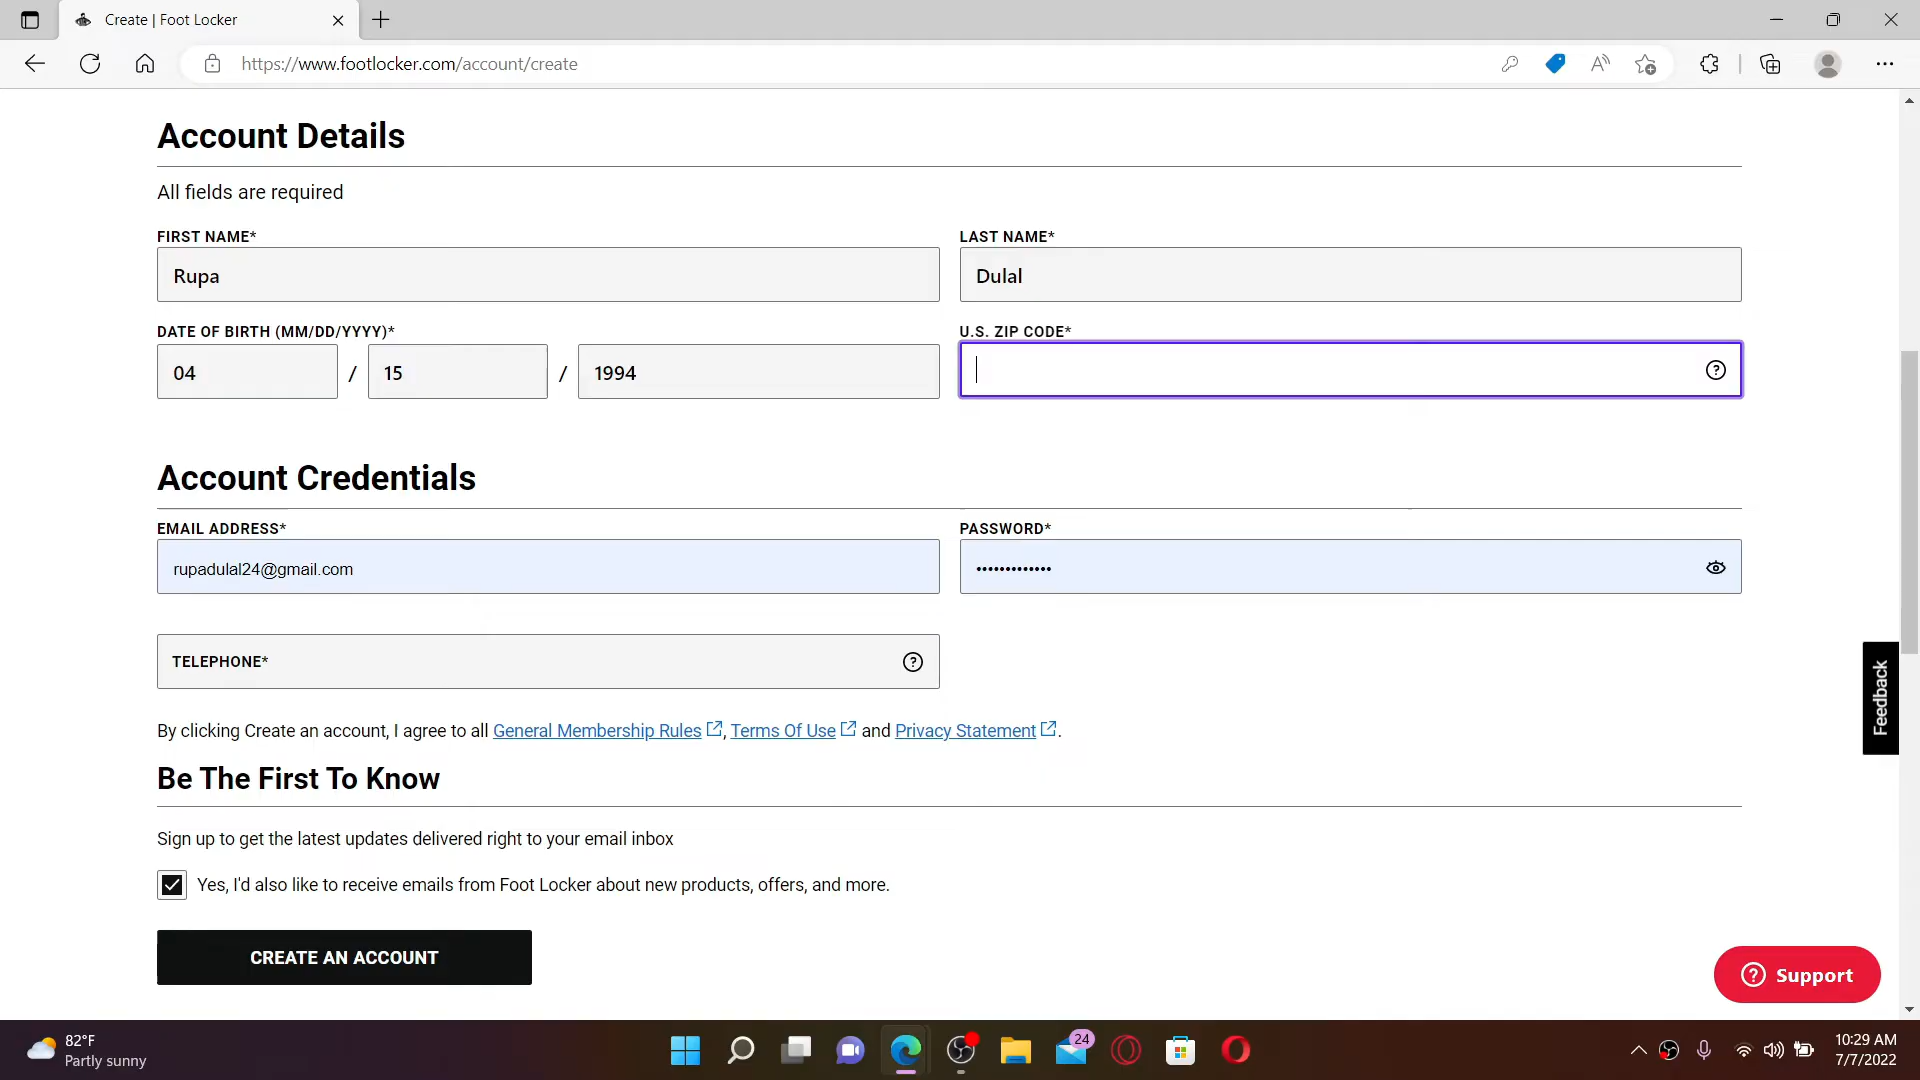 Create | Foot Locker
https://www.footlocker.com/account/create
Account Details
All fields are required
FIRST NAME*
LAST NAME*
Rupa
Dulal
DATE OF BIRTH (MM/DD/YYYY)*
U.S. ZIP CODE*
04 / 15 / 1994
Account Credentials
EMAIL ADDRESS*
PASSWORD*
rupadulal24@gmail.com
•••••••••••••
TELEPHONE*
Feedback
By clicking Create an account, I agree to all General Membership Rules, Terms Of Use and Privacy Statement.
Be The First To Know
Sign up to get the latest updates delivered right to your email inbox
Yes, I'd also like to receive emails from Foot Locker about new products, offers, and more.
CREATE AN ACCOUNT
Support
82°F
Partly sunny
24
10:29 AM
7/7/2022